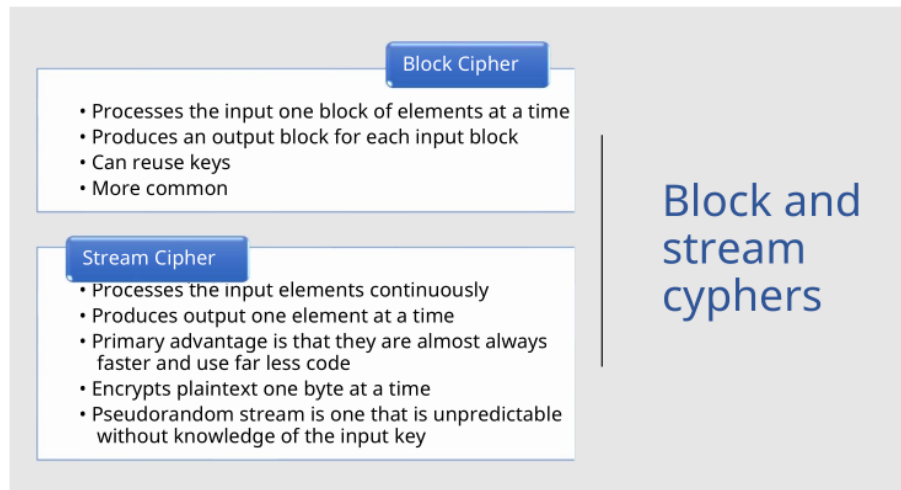 Block Cipher
• Processes the input one block of elements at a time
• Produces an output block for each input block
• Can reuse keys
• More common
Stream Cipher
• Processes the input elements continuously
• Produces output one element at a time
• Primary advantage is that they are almost always
faster and use far less code
• Encrypts plaintext one byte at a time
• Pseudorandom stream is one that is unpredictable
without knowledge of the input key
Block and
stream
cyphers